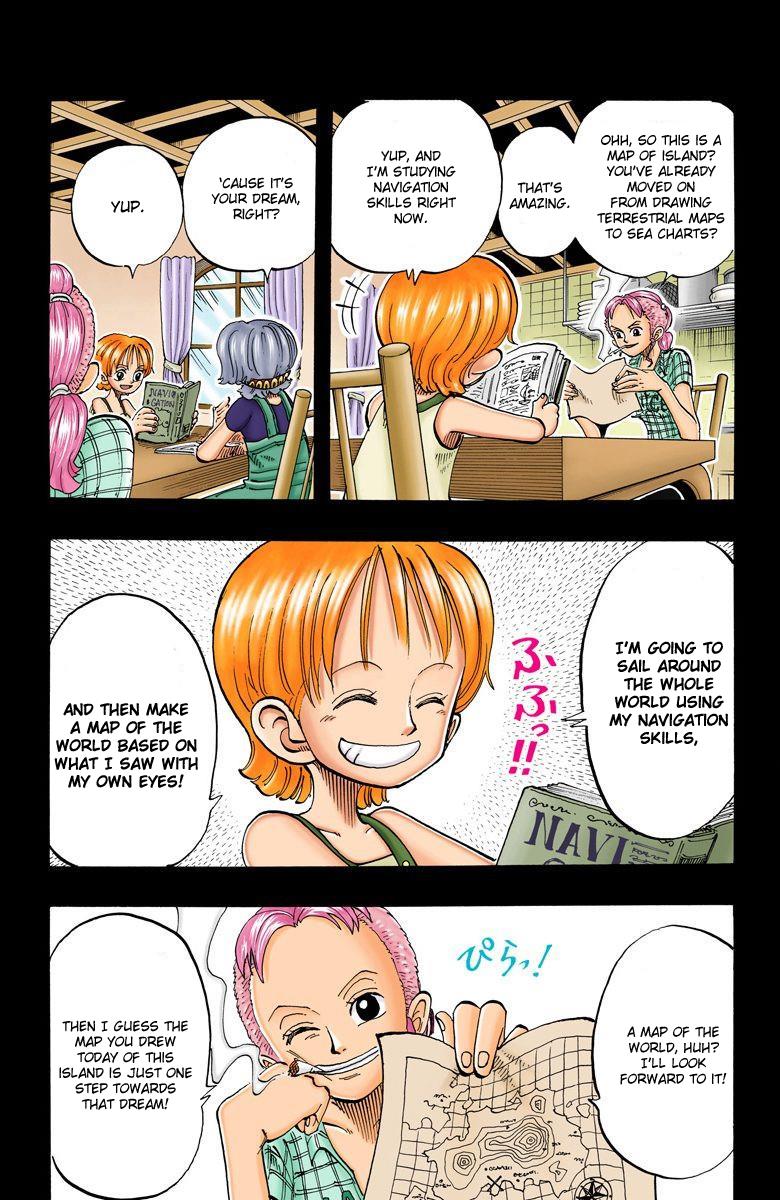 OHH, SO THIS IS A
MAP OF ISLAND?
YOU'VE ALREADY
MOVED ON
FROM DRAWING
TERRESTRIAL MAPS
TO SEA CHARTS?
THAT'S
AMAZING.
YUP, AND
I'M STUDYING
NAVIGATION
SKILLS RIGHT
NOW.
'CAUSE IT'S
YOUR DREAM,
RIGHT?
YUP.
NAVI
GATION
I'M GOING TO
SAIL AROUND
THE WHOLE
WORLD USING
MY NAVIGATION
SKILLS,
ふふっ!!
NAVI
AND THEN MAKE
A MAP OF THE
WORLD BASED ON
WHAT I SAW WITH
MY OWN EYES!
A MAP OF THE
WORLD, HUH?
I'LL LOOK
FORWARD TO IT!
ぴらっ!
THEN I GUESS THE
MAP YOU DREW
TODAY OF THIS
ISLAND IS JUST ONE
STEP TOWARDS
THAT DREAM!